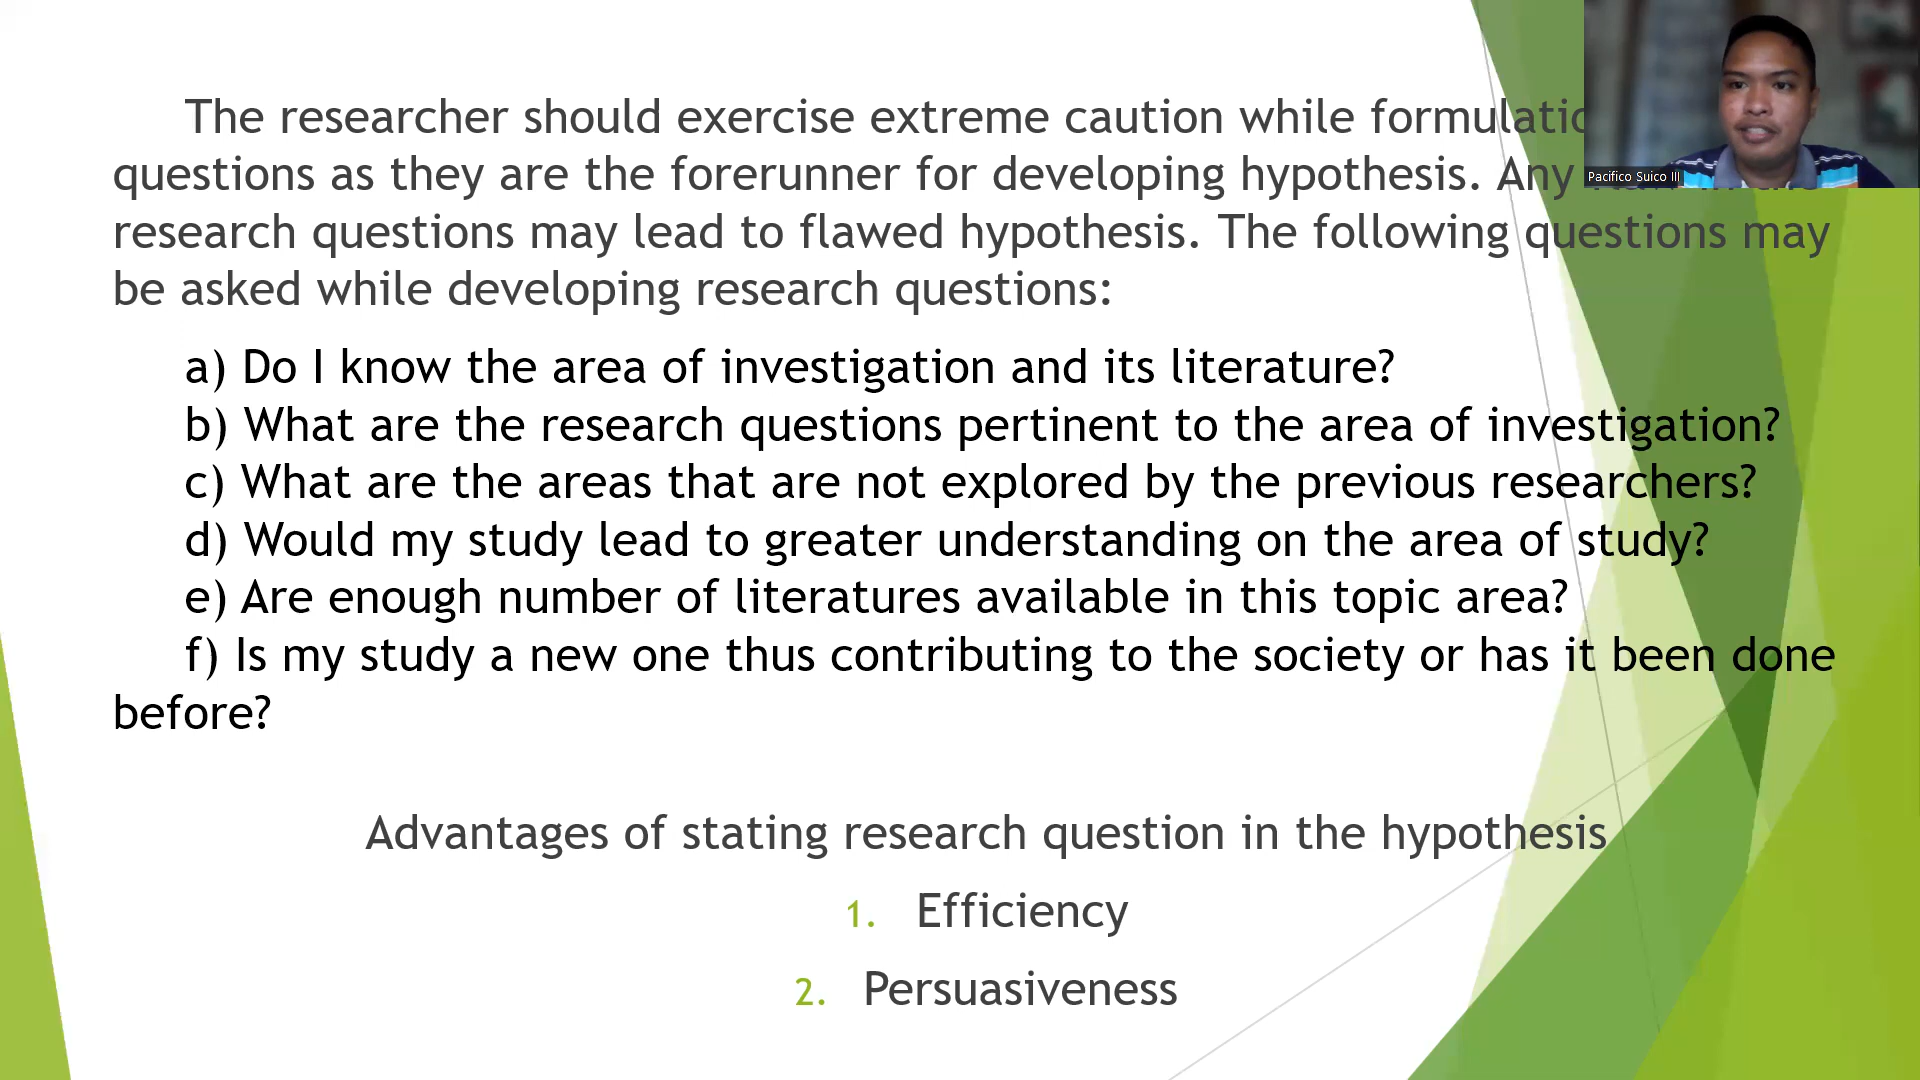 The researcher should exercise extreme caution while
questions as they are the forerunner for developing hypothesis. Any
research questions may lead to flawed hypothesis. The following questions may
be asked while developing research questions:
a) Do I know the area of investigation and its literature?
b) What are the research questions pertinent to the area of investigation?
c) What are the areas that are not explored by the previous researchers?
d) Would my study lead to greater understanding on the area of study?
e) Are enough number of literatures available in this topic area?
f) Is my study a new one thus contributing to the society or has it been done
before?
Advantages of stating research question in the hypothesis
1. Efficiency
2. Persuasiveness
Pacifico Suico III